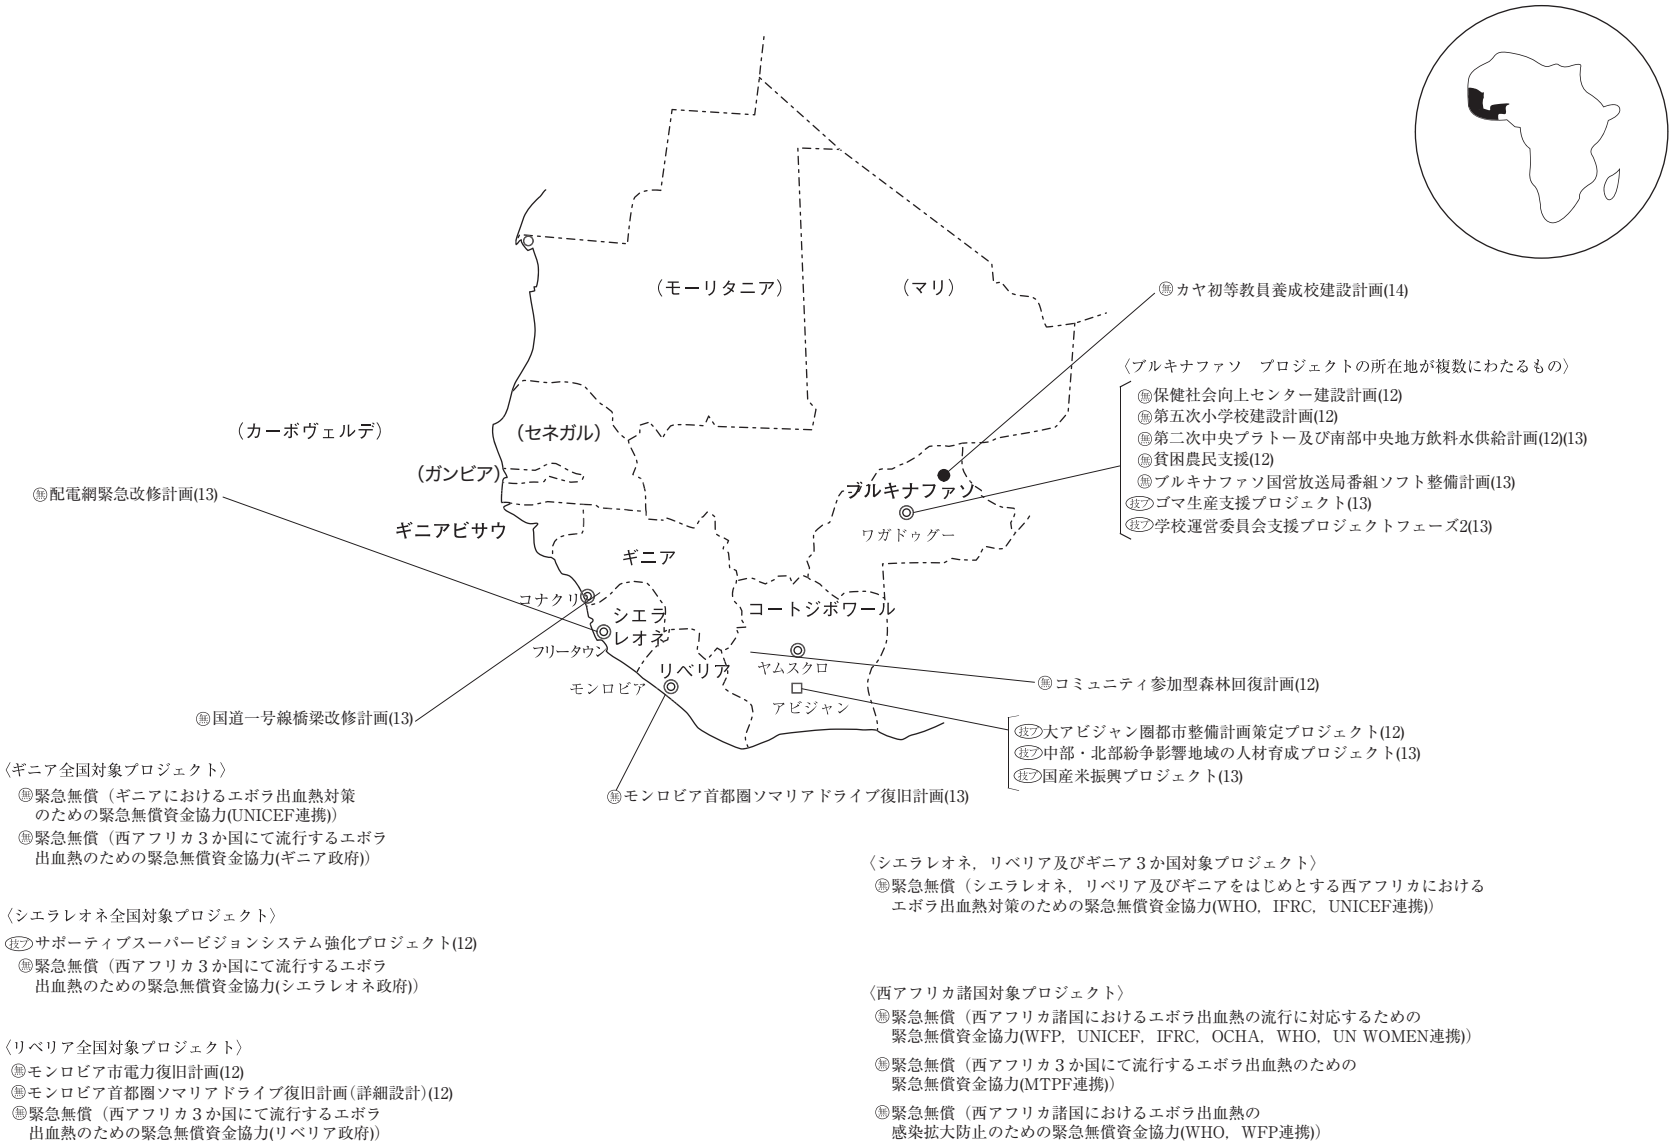 （モーリタニア）
（マリ）
㊇カヤ初等教員養成校建設計画(14)
〈ブルキナファソ　プロジェクトの所在地が複数にわたるもの〉
無保健社会向上センター建設計画(12)
無第五次小学校建設計画(12)
無第二次中央プラトー及び南部中央地方飲料水供給計画(12)(13)
無貧困農民支援(12)
無ブルキナファソ国営放送局番組ソフト整備計画(13)
技プゴマ生産支援プロジェクト(13)
技プ学校運営委員会支援プロジェクトフェーズ2(13)
（カーボヴェルデ）
（セネガル）
（ガンビア）
ブルキナファソ
ワガドゥグー
無配電網緊急改修計画(13)
ギニアビサウ
ギニア
コナクリ
シエラ
レオネ
フリータウン
コートジボワール
リベリア
ヤムスクロ
モンロビア
アビジャン
無コミュニティ参加型森林回復計画(12)
無国道一号線橋梁改修計画(13)
技プ大アビジャン圏都市整備計画策定プロジェクト(12)
技プ中部・北部紛争影響地域の人材育成プロジェクト(13)
技プ国産米振興プロジェクト(13)
無モンロビア首都圏ソマリアドライブ復旧計画(13)
〈ギニア全国対象プロジェクト〉
無緊急無償（ギニアにおけるエボラ出血熱対策
のための緊急無償資金協力(UNICEF連携)）
無緊急無償（西アフリカ３か国にて流行するエボラ
出血熱のための緊急無償資金協力(ギニア政府)）
〈シエラレオネ全国対象プロジェクト〉
技プサポーティブスーパービジョンシステム強化プロジェクト(12)
無緊急無償（西アフリカ３か国にて流行するエボラ
出血熱のための緊急無償資金協力(シエラレオネ政府)）
〈リベリア全国対象プロジェクト〉
無モンロビア市電力復旧計画(12)
無モンロビア首都圏ソマリアドライブ復旧計画（詳細設計）(12)
無緊急無償（西アフリカ３か国にて流行するエボラ
出血熱のための緊急無償資金協力(リベリア政府)）
〈シエラレオネ，リベリア及びギニア３か国対象プロジェクト〉
無緊急無償（シエラレオネ，リベリア及びギニアをはじめとする西アフリカにおける
エボラ出血熱対策のための緊急無償資金協力(WHO，IFRC，UNICEF連携)）
〈西アフリカ諸国対象プロジェクト〉
無緊急無償（西アフリカ諸国におけるエボラ出血熱の流行に対応するための
緊急無償資金協力(WFP，UNICEF，IFRC，OCHA，WHO，UN WOMEN連携)）
無緊急無償（西アフリカ３か国にて流行するエボラ出血熱のための
緊急無償資金協力(MTPF連携)）
無緊急無償（西アフリカ諸国におけるエボラ出血熱の
感染拡大防止のための緊急無償資金協力(WHO，WFP連携)）